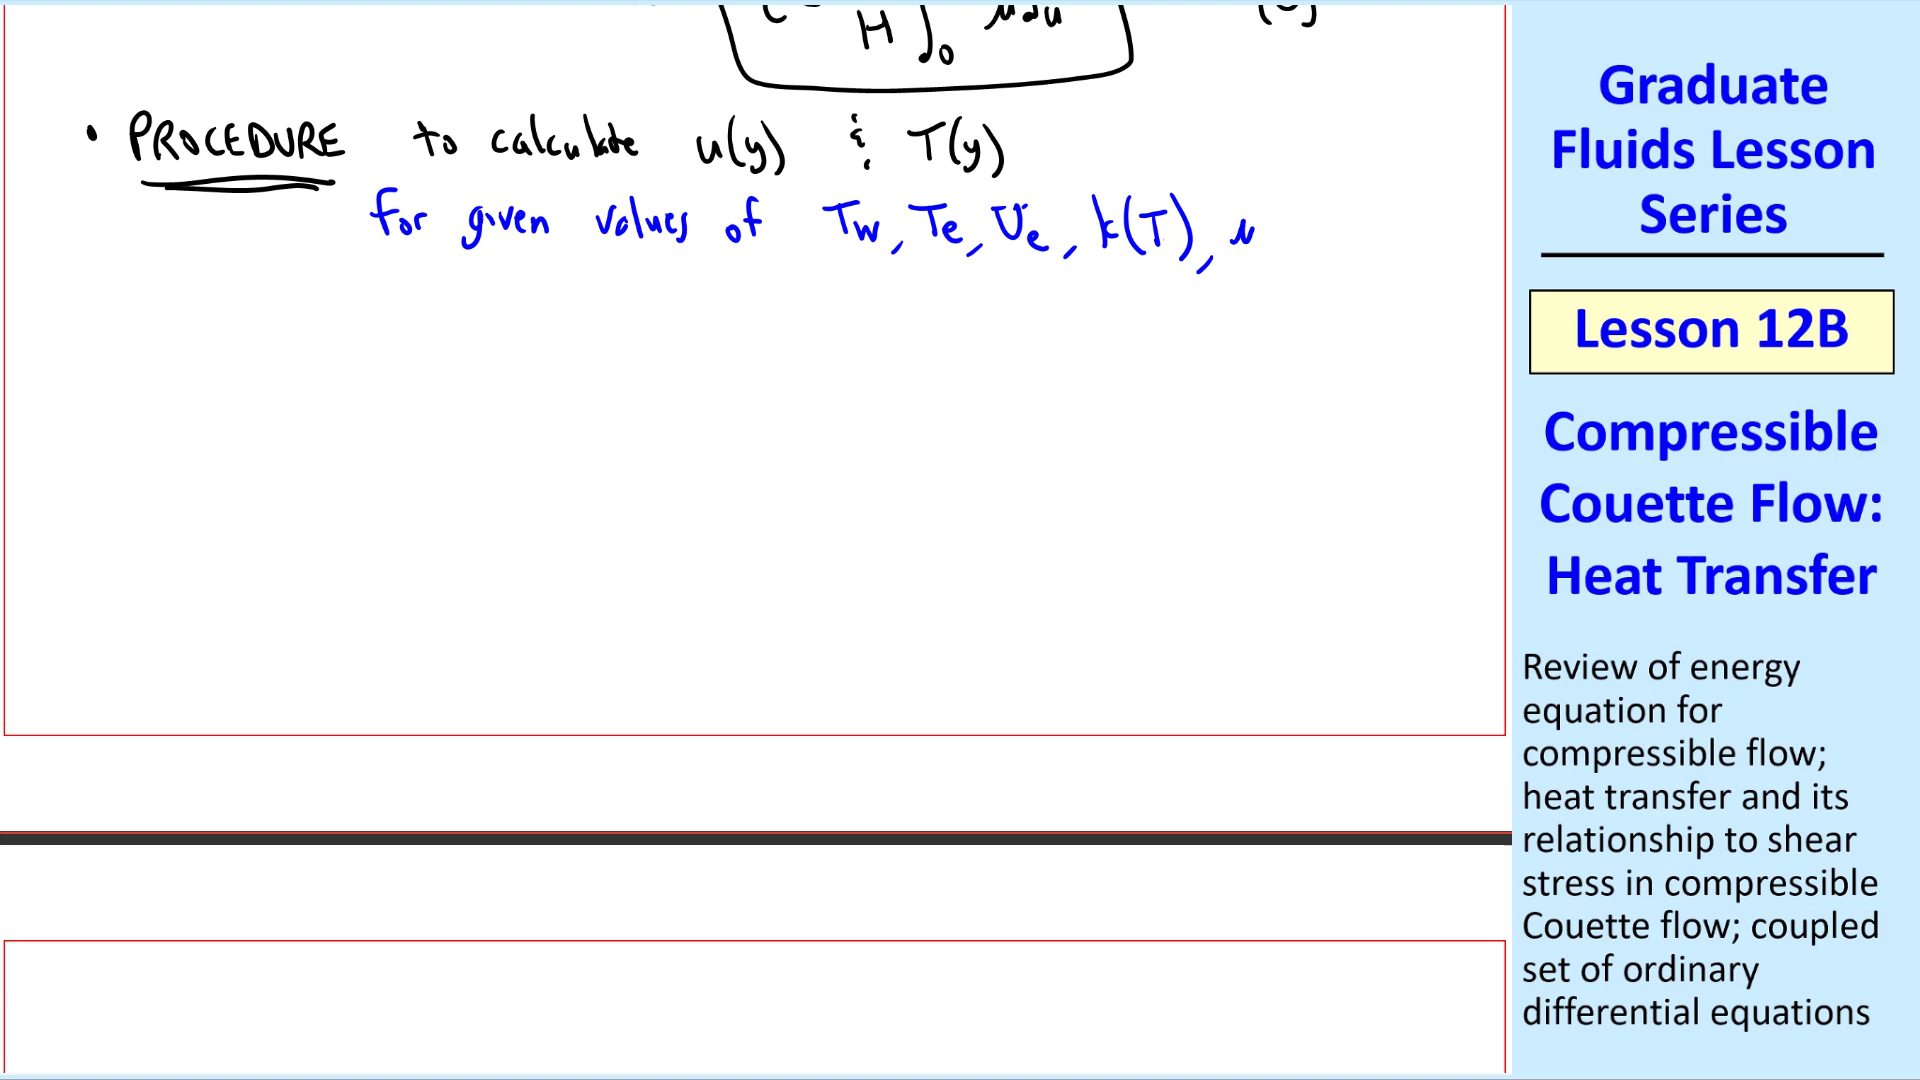 H ∫0 μ du
• PROCEDURE to calculate u(y) & T(y)
for given values of Tw, Te, Ue, k(T), μ
Graduate
Fluids Lesson
Series
Lesson 12B
Compressible
Couette Flow:
Heat Transfer
Review of energy
equation for
compressible flow;
heat transfer and its
relationship to shear
stress in compressible
Couette flow; coupled
set of ordinary
differential equations